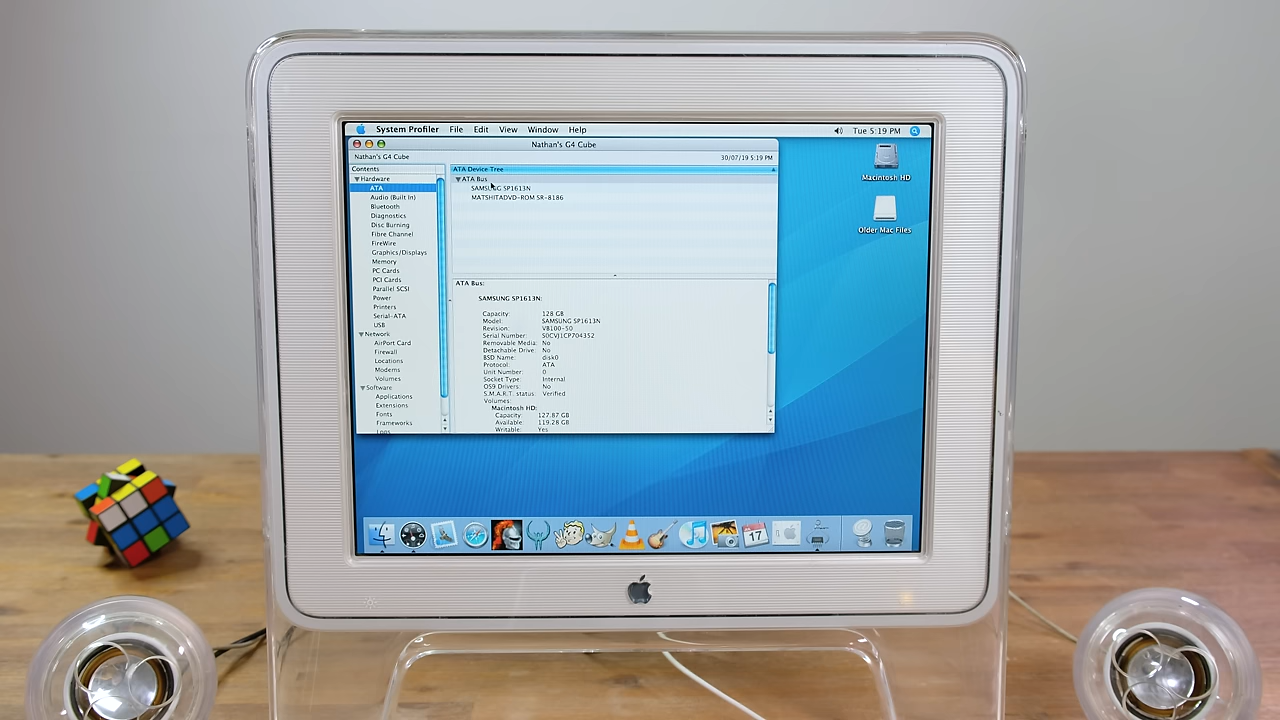 System Profiler File Edit View Window Help Tue 5:19 PM
Nathan's G4 Cube
Nathan's G4 Cube 30/07/19 5:19 PM
Contents
Hardware
ATA
Audio (Built In)
Bluetooth
Diagnostics
Disc Burning
Fibre Channel
FireWire
Graphics/Displays
Memory
PC Cards
PCI Cards
Parallel SCSI
Power
Printers
Serial-ATA
USB
Network
AirPort Card
Firewall
Locations
Modems
Volumes
Software
Applications
Extensions
Fonts
Frameworks
Logs
ATA Device Tree
ATA Bus
SAMSUNG SP1613N
MATSHITADVD-ROM SR-8186
ATA Bus:
SAMSUNG SP1613N:
Capacity: 128 GB
Model: SAMSUNG SP1613N
Revision: VB100-50
Serial Number:
Removable Media: No
Detachable Drive: No
BSD Name: disk0
Protocol: ATA
Unit Number: 0
Socket Type: Internal
OS9 Drivers: No
S.M.A.R.T. status: Verified
Volumes:
Macintosh HD:
Capacity: 127.87 GB
Available 119.28 GB
Writable: Yes
Macintosh HD
Older Mac Files
17